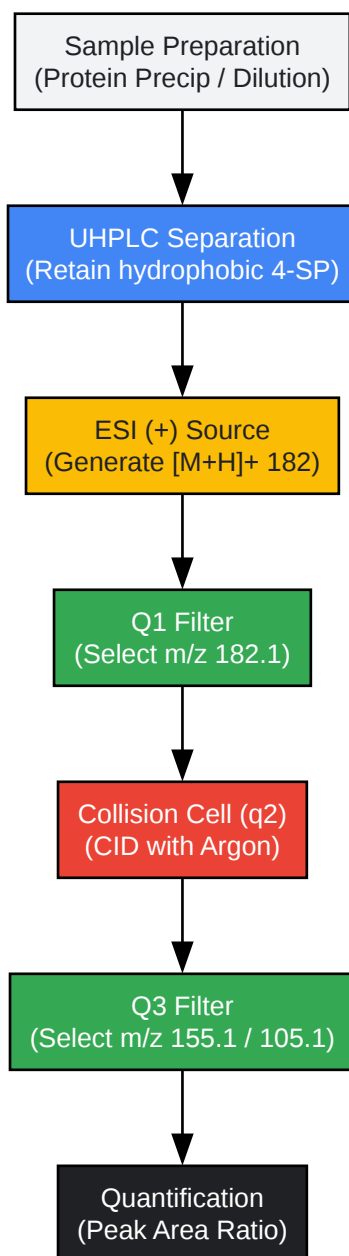 Sample Preparation
(Protein Precip / Dilution)
UHPLC Separation
(Retain hydrophobic 4-SP)
ESI (+) Source
(Generate [M+H]+ 182)
Q1 Filter
(Select m/z 182.1)
Collision Cell (q2)
(CID with Argon)
Q3 Filter
(Select m/z 155.1 / 105.1)
Quantification
(Peak Area Ratio)